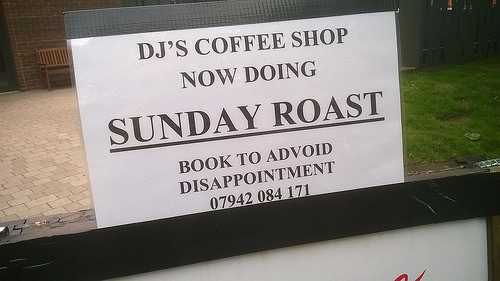 DJ'S COFFEE SHOP
NOW DOING
SUNDAY ROAST
BOOK TO ADVOID
DISAPPOINTMENT
07942 084 171